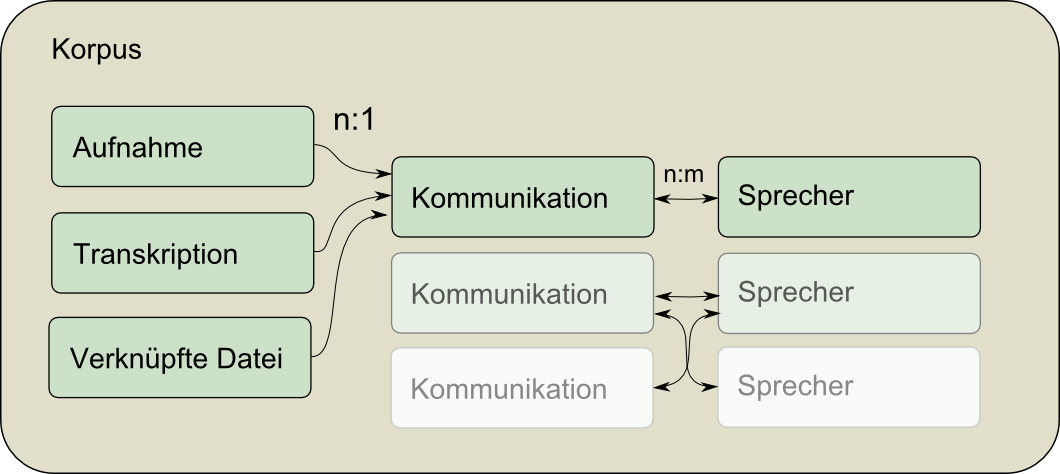 Korpus
Aufnahme
n:1
Transkription
Verknüpfte Datei
Kommunikation
n:m
Sprecher
Kommunikation
Sprecher
Kommunikation
Sprecher